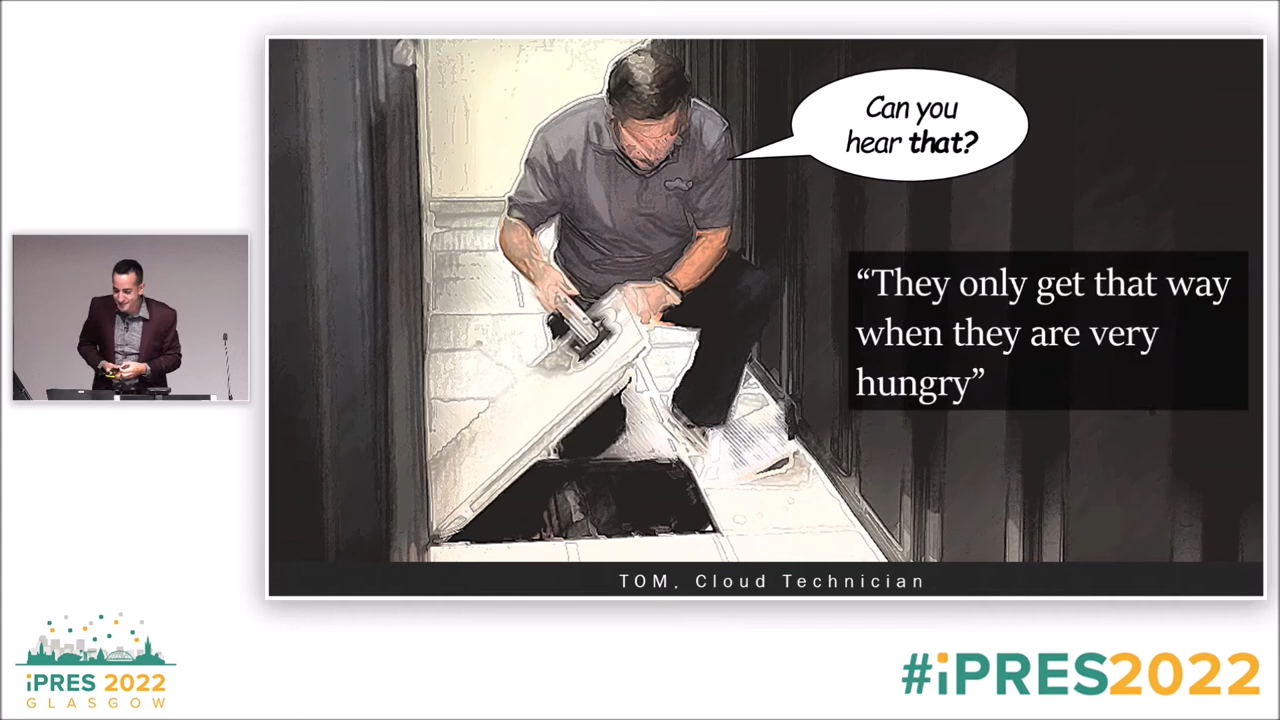 Can you
hear that?
“They only get that way
when they are very
hungry”
TOM, Cloud Technician
iPRES 2022
GLASGOW
#iPRES2022